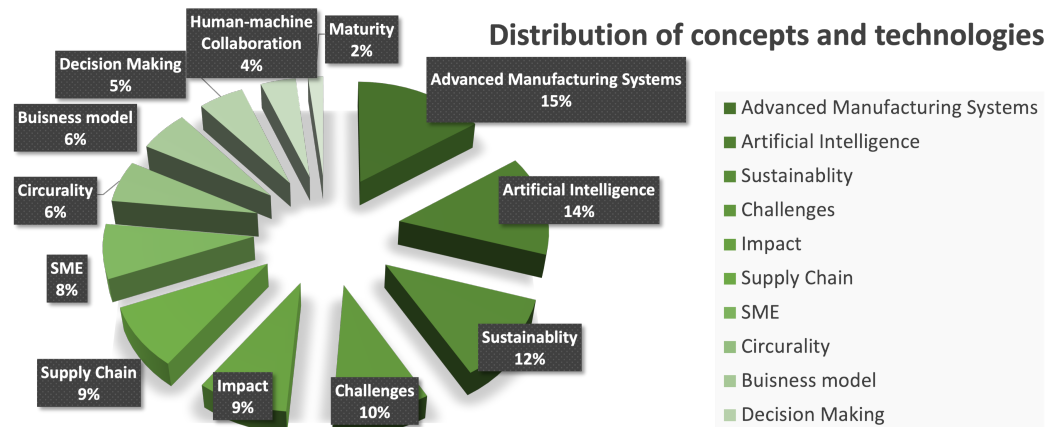 Distribution of concepts and technologies
Human-machine
Collaboration
4%
Maturity
2%
Decision Making
5%
Advanced Manufacturing Systems
15%
Buisness model
6%
Artificial Intelligence
14%
Circurality
6%
SME
8%
Sustainablity
12%
Supply Chain
9%
Impact
9%
Challenges
10%
Advanced Manufacturing Systems
Artificial Intelligence
Sustainablity
Challenges
Impact
Supply Chain
SME
Circurality
Buisness model
Decision Making